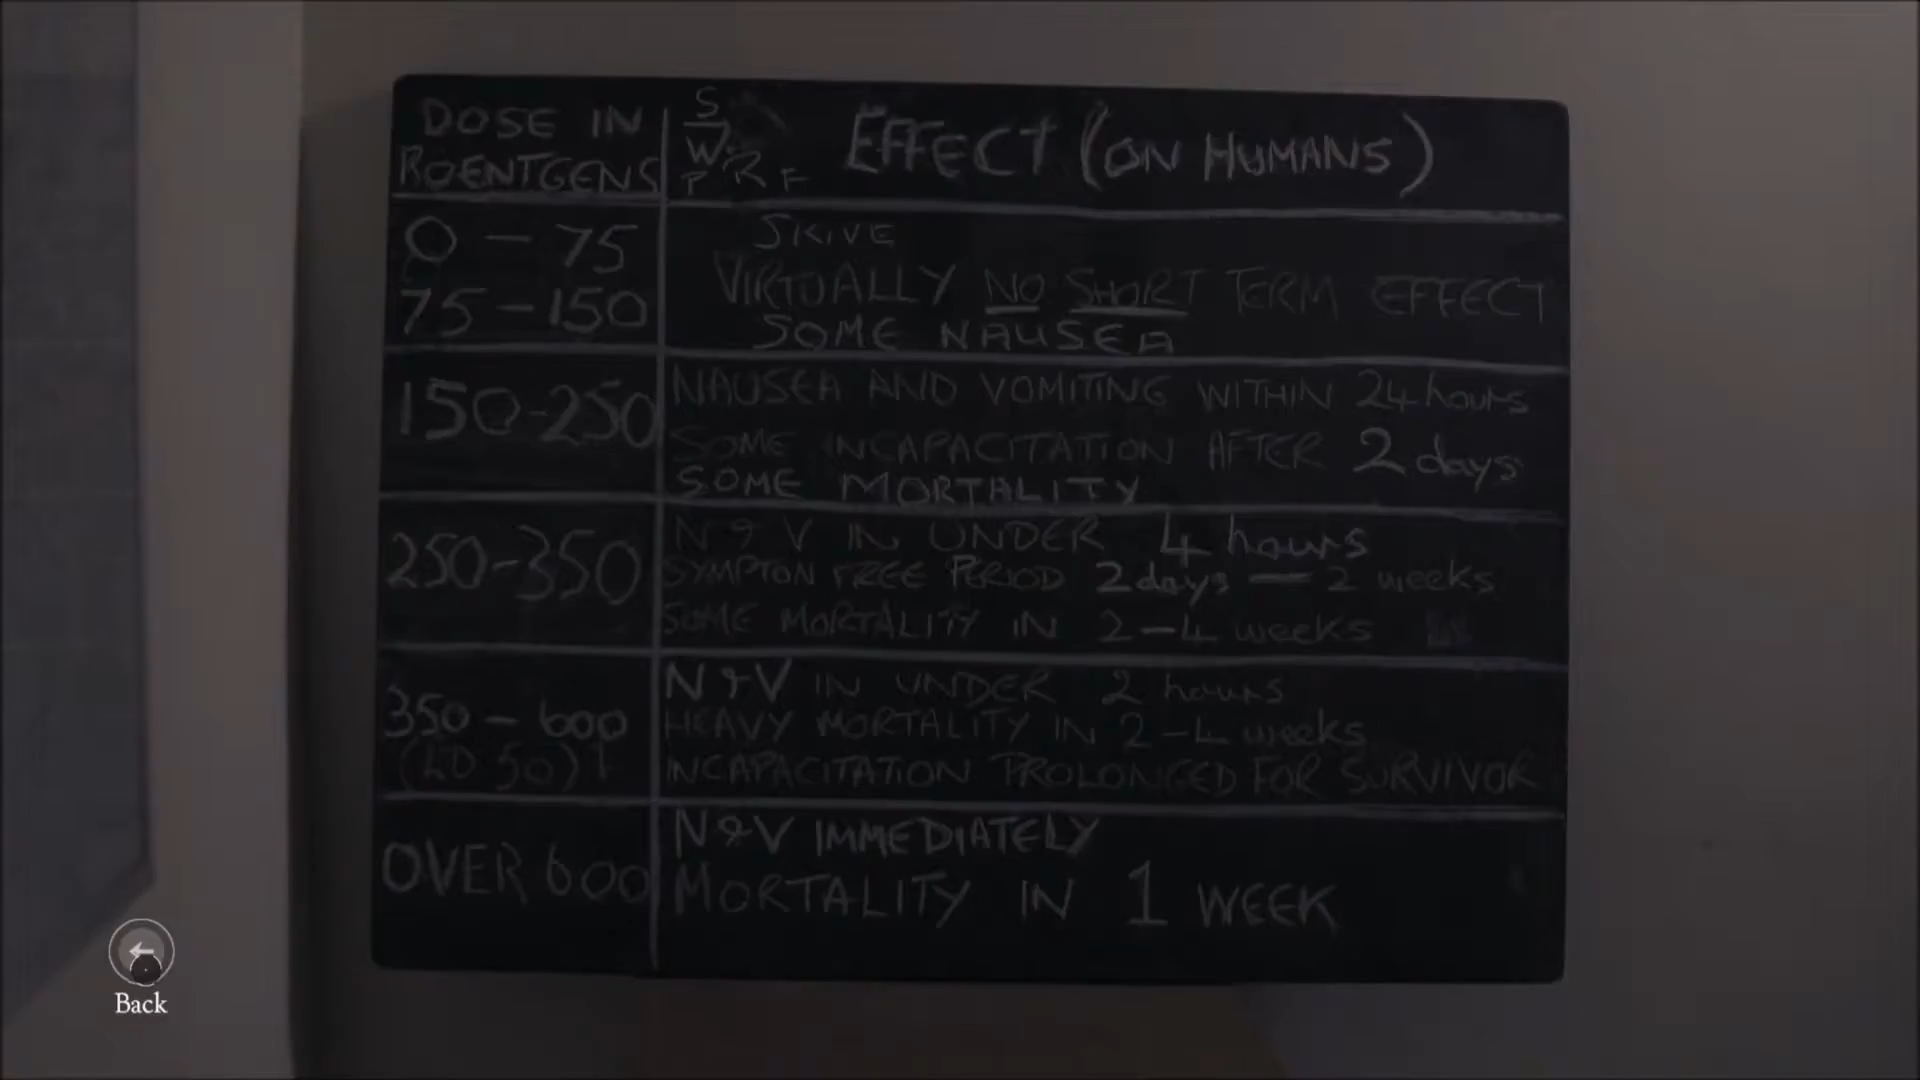 DOSE IN
ROENTGENS
S
W.
P R F
EFFECT (ON HUMANS)
0 - 75
75 - 150
SKIVE
VIRTUALLY NO SHORT TERM EFFECT
SOME NAUSEA
150-250
NAUSEA AND VOMITING WITHIN 24 hours
SOME INCAPACITATION AFTER 2 days
SOME MORTALITY
250-350
N & V IN UNDER 4 hours
SYMPTON FREE PERIOD 2 days — 2 weeks
SOME MORTALITY IN 2-4 weeks
350 - 600
(LD 50)
N & V IN UNDER 2 hours
HEAVY MORTALITY IN 2-4 weeks
INCAPACITATION PROLONGED FOR SURVIVOR
OVER 600
N & V IMMEDIATELY
MORTALITY IN 1 WEEK
Back